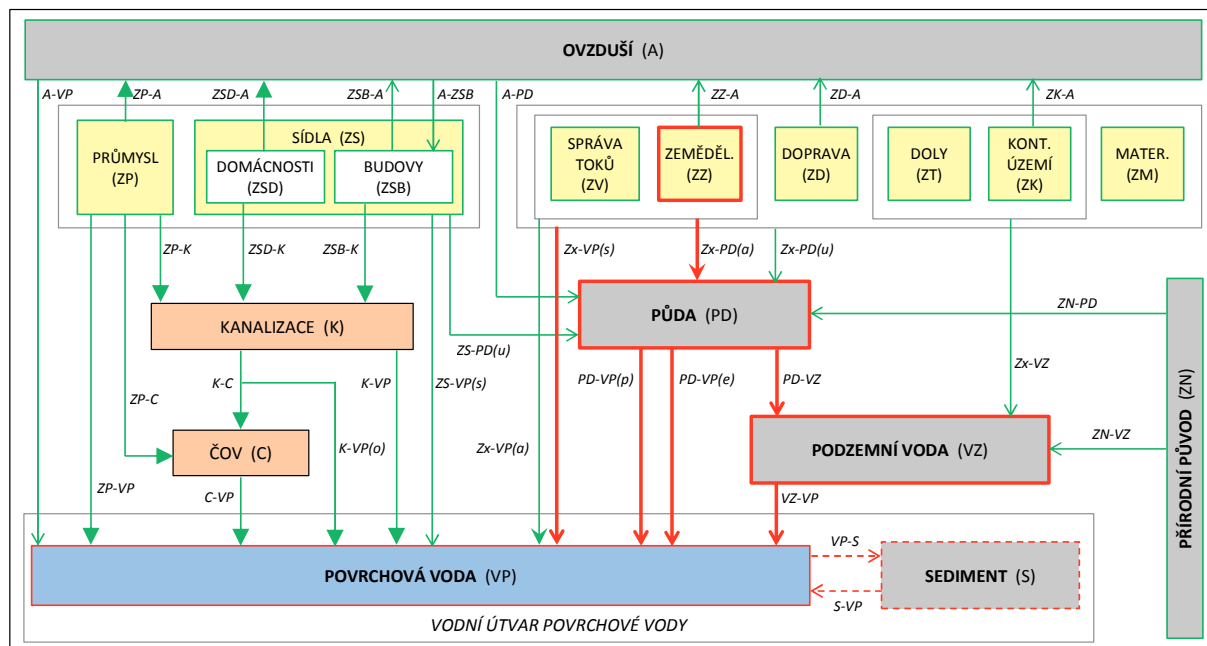 OVZDUŠÍ (A)
A-VP
ZP-A
ZSD-A
ZSB-A
A-ZSB
A-PD
ZZ-A
ZD-A
ZK-A
PRŮMYSL
(ZP)
SÍDLA (ZS)
DOMÁCNOSTI
(ZSD)
BUDOVY
(ZSB)
SPRÁVA
TOKŮ
(ZV)
ZEMĚDĚL.
(ZZ)
DOPRAVA
(ZD)
DOLY
(ZT)
KONT.
ÚZEMÍ
(ZK)
MATER.
(ZM)
ZP-K
ZSD-K
ZSB-K
Zx-VP(s)
Zx-PD(a)
Zx-PD(u)
KANALIZACE (K)
PŮDA (PD)
ZN-PD
ZS-PD(u)
Zx-VZ
K-C
K-VP
ZS-VP(s)
PD-VP(p)
PD-VP(e)
PD-VZ
ZP-C
ČOV (C)
K-VP(o)
Zx-VP(a)
PODZEMNÍ VODA (VZ)
ZN-VZ
PŘÍRODNÍ PŮVOD (ZN)
ZP-VP
C-VP
VZ-VP
POVRCHOVÁ VODA (VP)
VP-S
SEDIMENT (S)
S-VP
VODNÍ ÚTVAR POVRCHOVÉ VODY